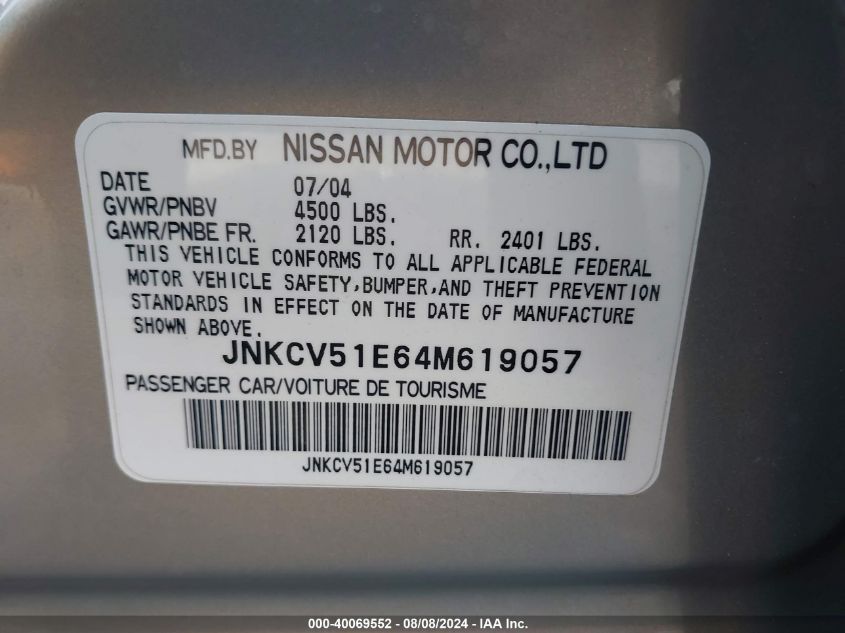 MFD.BY NISSAN MOTOR CO.,LTD
DATE 07/04
GVWR/PNBV 4500 LBS.
GAWR/PNBE FR. 2120 LBS. RR. 2401 LBS.
THIS VEHICLE CONFORMS TO ALL APPLICABLE FEDERAL
MOTOR VEHICLE SAFETY,BUMPER,AND THEFT PREVENTION
STANDARDS IN EFFECT ON THE DATE OF MANUFACTURE
SHOWN ABOVE.
JNKCV51E64M619057
PASSENGER CAR/VOITURE DE TOURISME
JNKCV51E64M619057
000-40069552 - 08/08/2024 - IAA Inc.